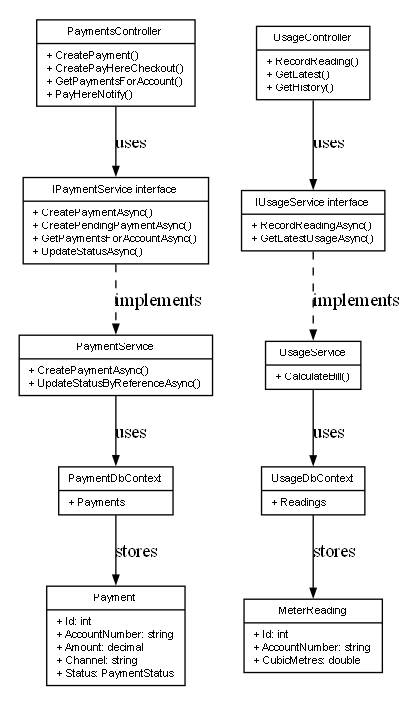 PaymentsController
+ CreatePayment()
+ CreatePayHereCheckout()
+ GetPaymentsForAccount()
+ PayHereNotify()
uses
IPaymentService interface
+ CreatePaymentAsync()
+ CreatePendingPaymentAsync()
+ GetPaymentsForAccountAsync()
+ UpdateStatusAsync()
implements
PaymentService
+ CreatePaymentAsync()
+ UpdateStatusByReferenceAsync()
uses
PaymentDbContext
+ Payments
stores
Payment
+ Id: int
+ AccountNumber: string
+ Amount: decimal
+ Channel: string
+ Status: PaymentStatus
UsageController
+ RecordReading()
+ GetLatest()
+ GetHistory()
uses
IUsageService interface
+ RecordReadingAsync()
+ GetLatestUsageAsync()
implements
UsageService
+ CalculateBill()
uses
UsageDbContext
+ Readings
stores
MeterReading
+ Id: int
+ AccountNumber: string
+ CubicMetres: double